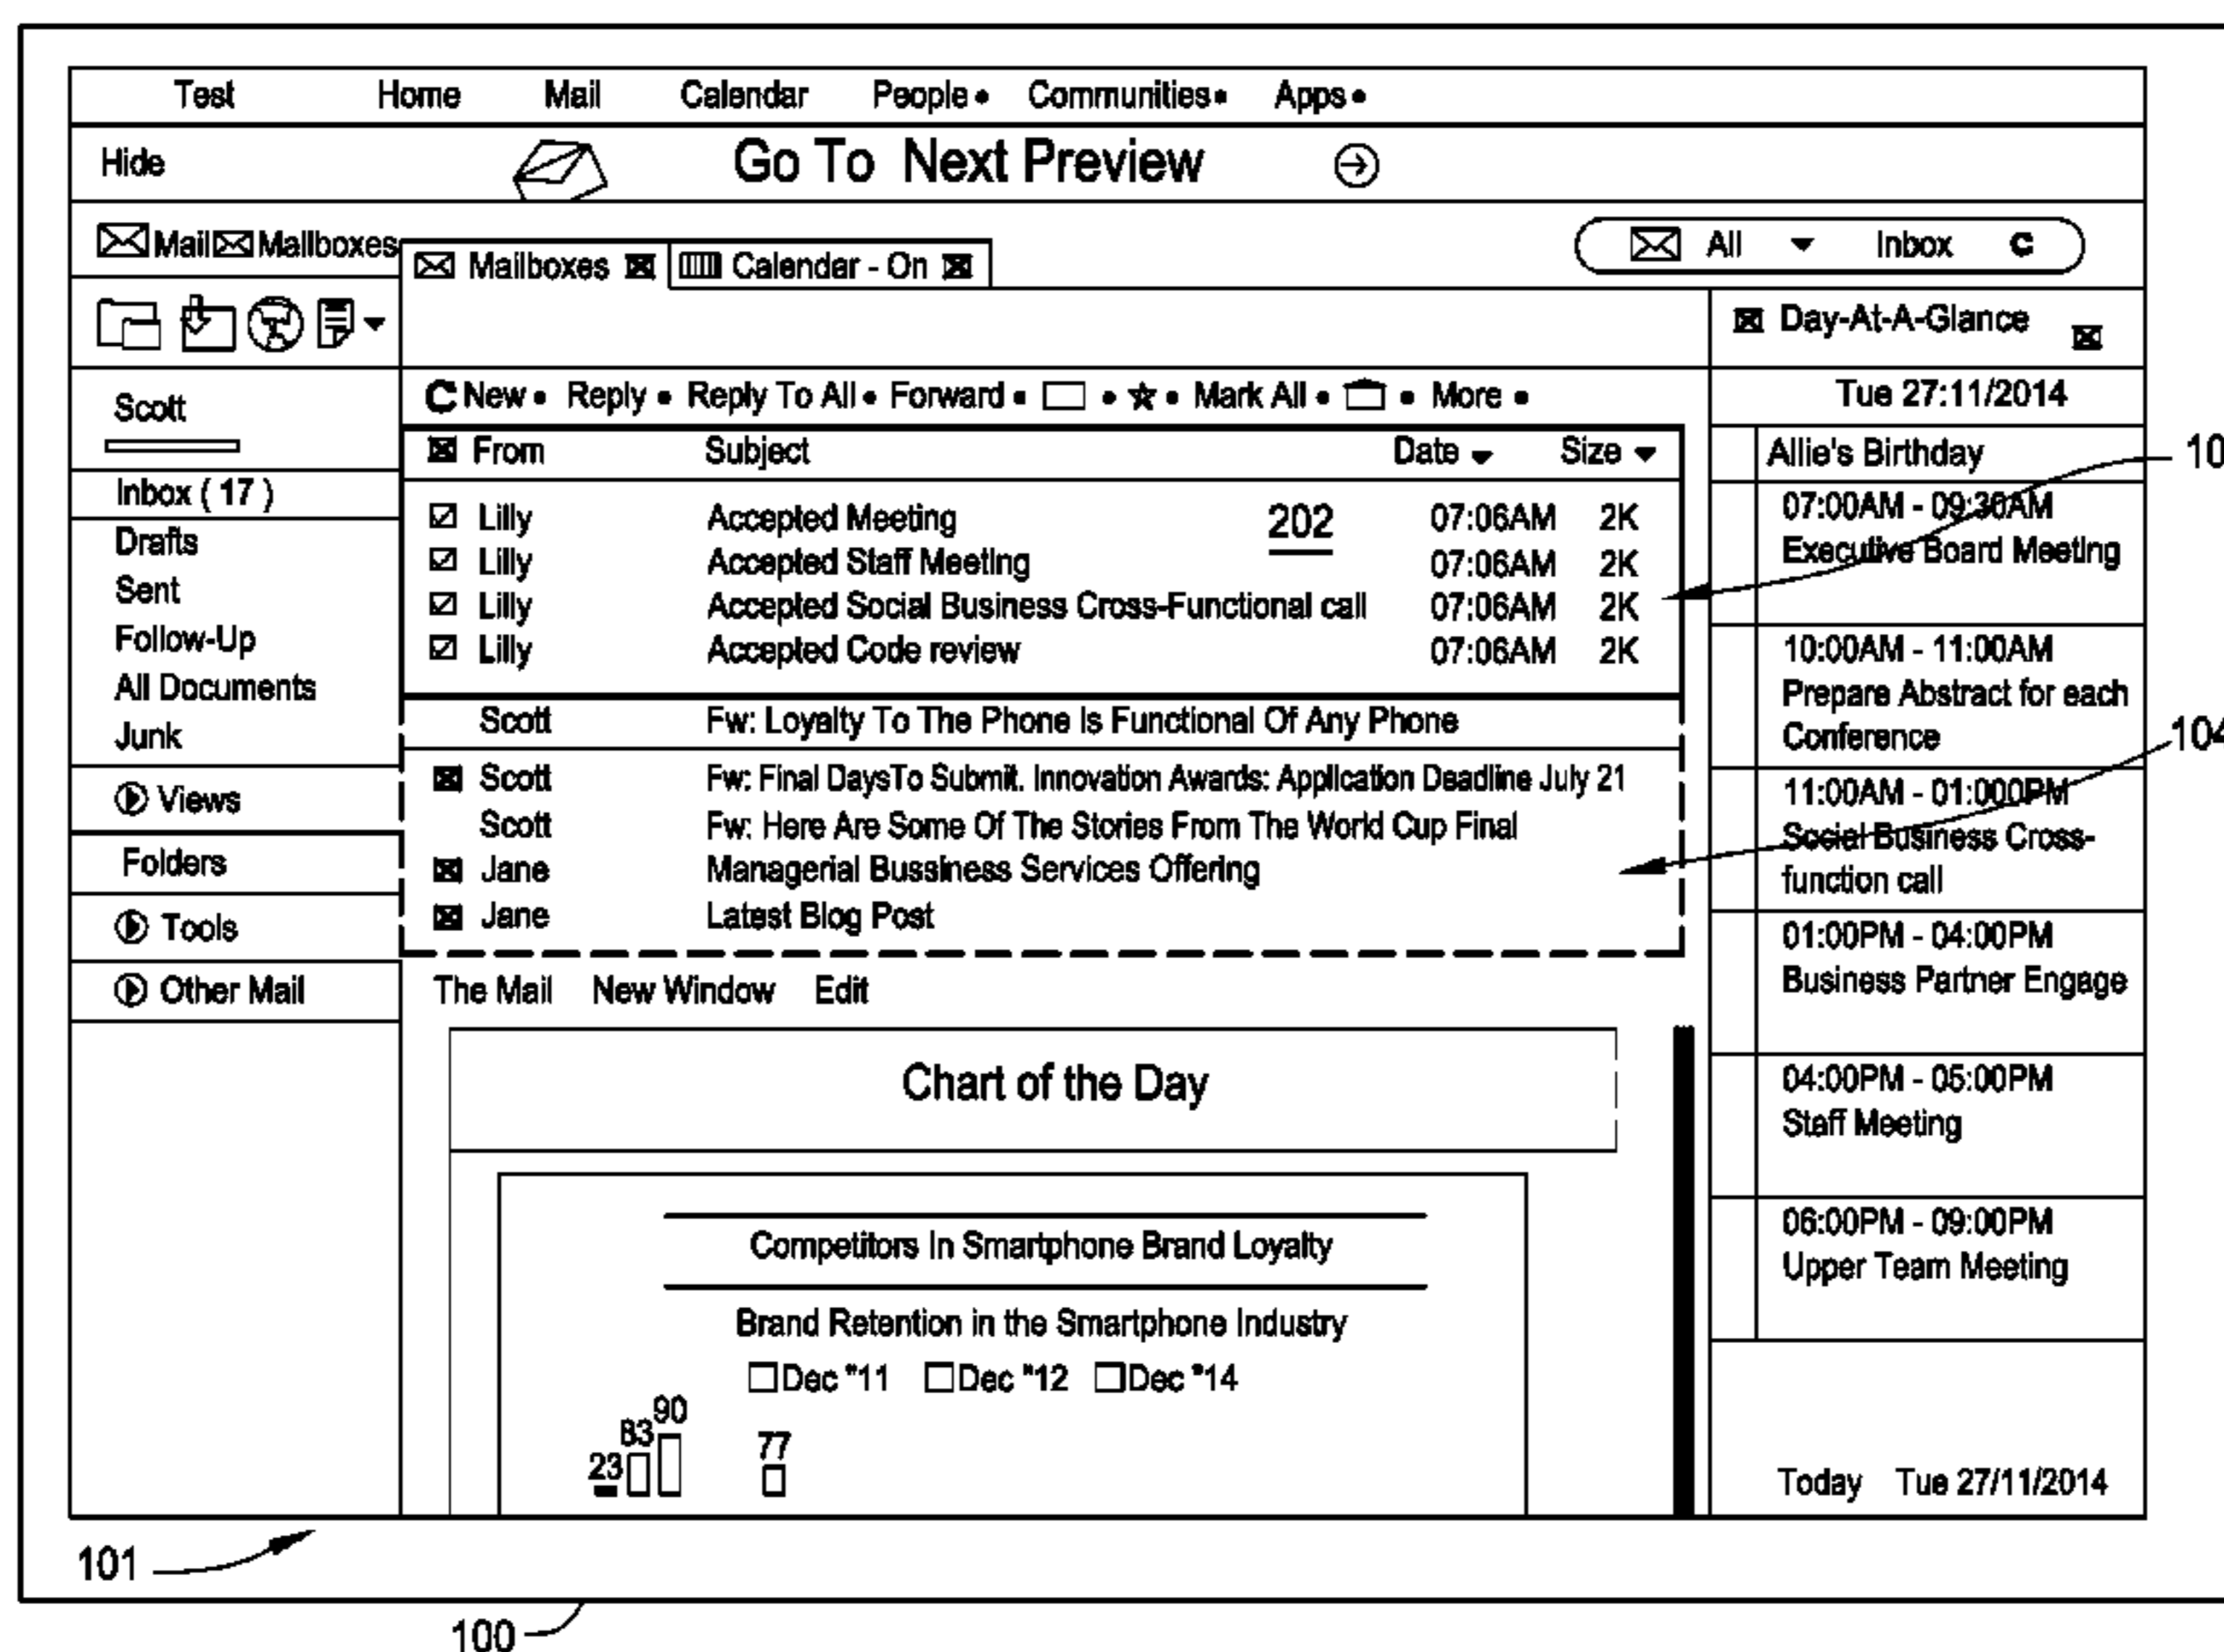 Test Home Mail Calendar People • Communities • Apps •
Hide Go To Next Preview
Mail Mailboxes
Mailboxes Calendar - On
All Inbox C
Day-At-A-Glance
Scott
Inbox ( 17 )
Drafts
Sent
Follow-Up
All Documents
Junk
Views
Folders
Tools
Other Mail
C New • Reply • Reply To All • Forward • • ★ • Mark All • • More •
From Subject Date Size
Lilly Accepted Meeting 202 07:06AM 2K
Lilly Accepted Staff Meeting 07:06AM 2K
Lilly Accepted Social Business Cross-Functional call 07:06AM 2K
Lilly Accepted Code review 07:06AM 2K
Scott Fw: Loyalty To The Phone Is Functional Of Any Phone
Scott Fw: Final DaysTo Submit. Innovation Awards: Application Deadline July 21
Scott Fw: Here Are Some Of The Stories From The World Cup Final
Jane Managerial Bussiness Services Offering
Jane Latest Blog Post
The Mail New Window Edit
Chart of the Day
Competitors In Smartphone Brand Loyalty
Brand Retention in the Smartphone Industry
Dec "11 Dec "12 Dec "14
23 83 90 77
Tue 27:11/2014
Allie's Birthday
07:00AM - 09:30AM
Executive Board Meeting
10:00AM - 11:00AM
Prepare Abstract for each
Conference
11:00AM - 01:000PM
Social Business Cross-
function call
01:00PM - 04:00PM
Business Partner Engage
04:00PM - 05:00PM
Staff Meeting
06:00PM - 09:00PM
Upper Team Meeting
Today Tue 27/11/2014
104
101
100